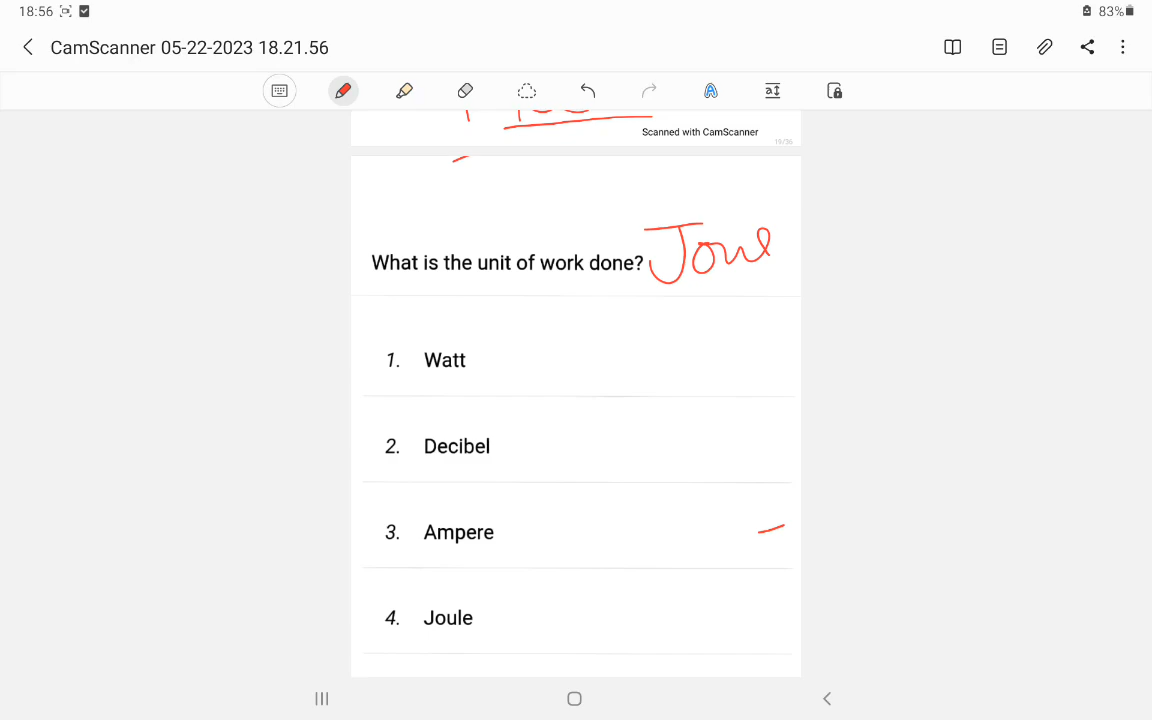 18:56
83%
CamScanner 05-22-2023 18.21.56
Scanned with CamScanner
19/36
What is the unit of work done? Joule
1. Watt
2. Decibel
3. Ampere
4. Joule